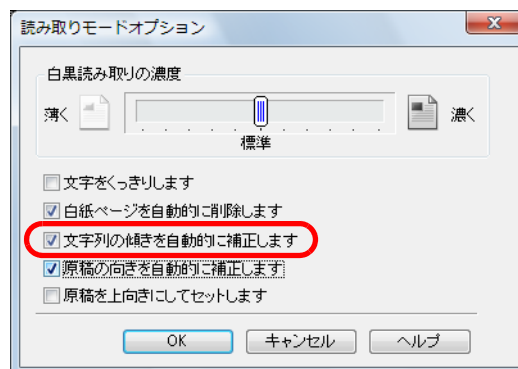 読み取りモードオプション
白黒読み取りの濃度
薄く
濃く
標準
文字をくっきりします
白紙ページを自動的に削除します
文字列の傾きを自動的に補正します
原稿の向きを自動的に補正します
原稿を上向きにしてセットします
OK キャンセル ヘルプ